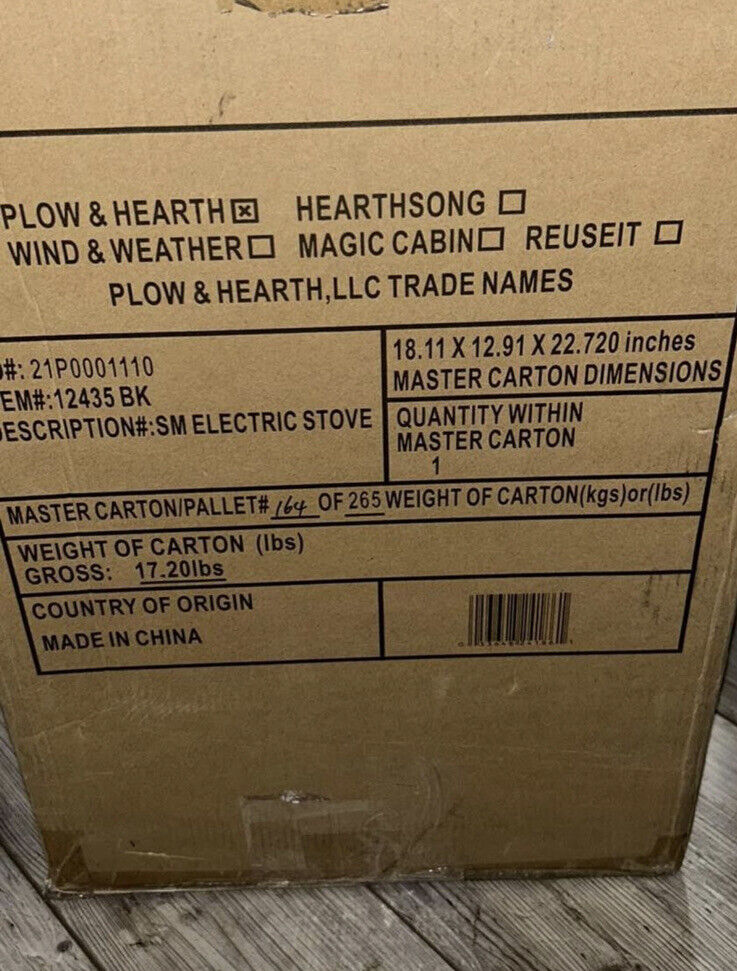 PLOW & HEARTH☒ HEARTHSONG ☐
WIND & WEATHER☐ MAGIC CABIN☐ REUSEIT ☐
PLOW & HEARTH,LLC TRADE NAMES
#: 21P0001110
EM#:12435 BK
ESCRIPTION#:SM ELECTRIC STOVE
18.11 X 12.91 X 22.720 inches
MASTER CARTON DIMENSIONS
QUANTITY WITHIN
MASTER CARTON
1
MASTER CARTON/PALLET# 164 OF 265 WEIGHT OF CARTON(kgs)or(lbs)
WEIGHT OF CARTON (lbs)
GROSS: 17.20lbs
COUNTRY OF ORIGIN
MADE IN CHINA